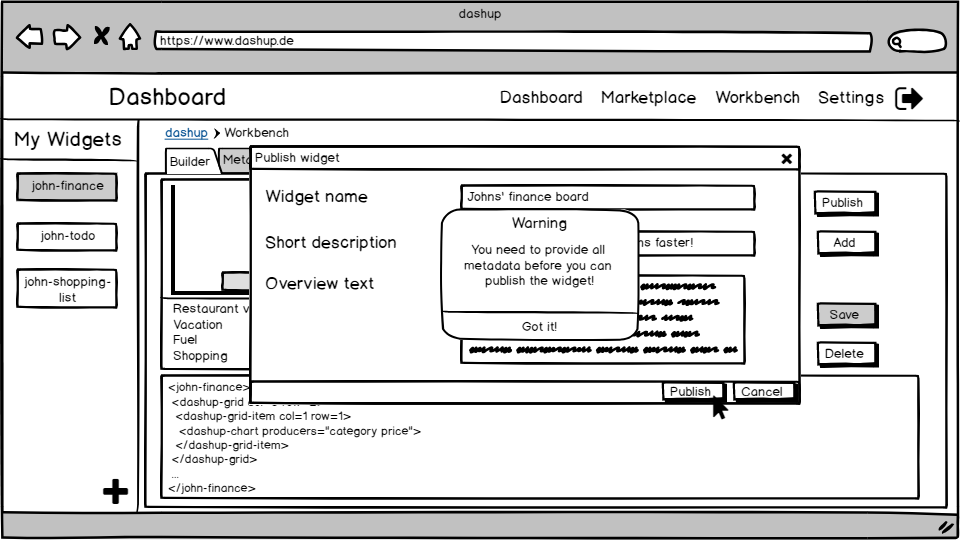 dashup
https://www.dashup.de
Dashboard
Dashboard Marketplace Workbench Settings
My Widgets
john-finance
john-todo
john-shopping-
list
dashup Workbench
Builder
Publish widget
Widget name
Johns' finance board
Short description
faster!
Overview text
Warning
You need to provide all
metadata before you can
publish the widget!
Got it!
Publish Cancel
Publish
Add
Save
Delete
Restaurant
Vacation
Fuel
Shopping
<john-finance>
<dashup-grid
<dashup-grid-item col=1 row=1>
<dashup-chart producers="category price">
</dashup-grid-item>
</dashup-grid>
...
</john-finance>